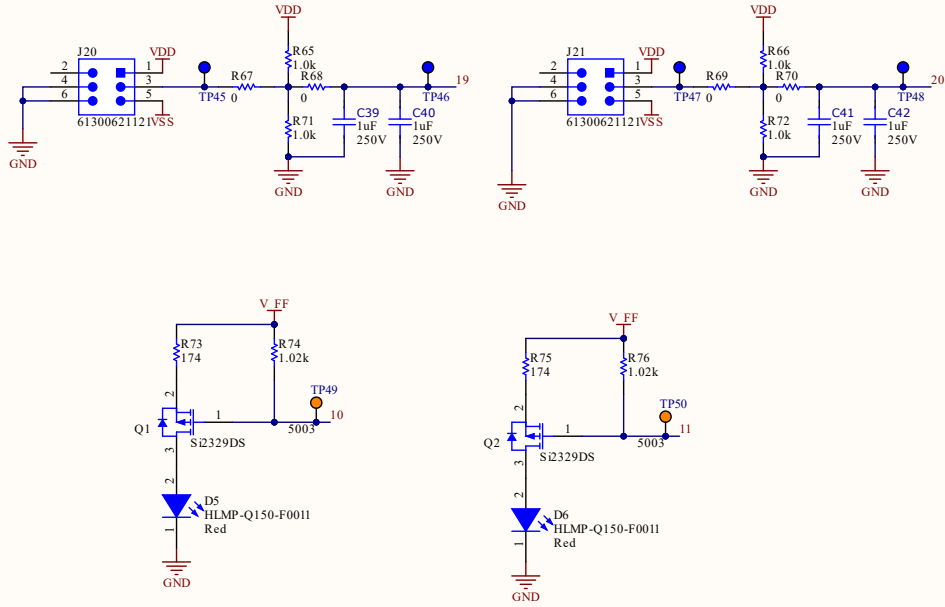 VDD
VDD
J20
VDD
R65
1.0k
J21
VDD
R66
1.0k
2
1
2
1
4
3
R67
R68
19
4
3
R69
R70
20
6
5
TP45
0
0
TP46
6
5
TP47
0
0
TP48
61300621121
VSS
R71
1.0k
C39
1uF
250V
C40
1uF
250V
61300621121
VSS
R72
1.0k
C41
1uF
250V
C42
1uF
250V
GND
GND
GND
GND
GND
GND
V_FF
R73
174
R74
1.02k
2
TP49
1
10
5003
Q1
Si2329DS
3
2
D5
HLMP-Q150-F0011
Red
1
GND
V_FF
R75
174
R76
1.02k
2
TP50
1
11
5003
Q2
Si2329DS
3
2
D6
HLMP-Q150-F0011
Red
1
GND